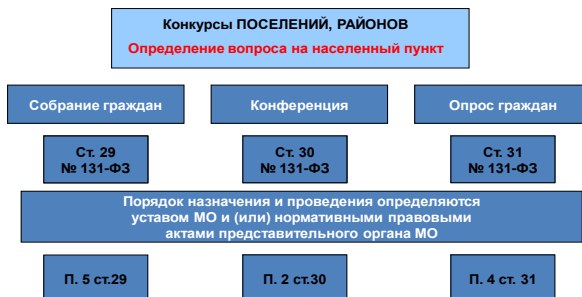 Конкурсы ПОСЕЛЕНИЙ, РАЙОНОВ
Определение вопроса на населенный пункт
Собрание граждан
Конференция
Опрос граждан
Ст. 29
№ 131-ФЗ
Ст. 30
№ 131-ФЗ
Ст. 31
№ 131-ФЗ
Порядок назначения и проведения определяются
уставом МО и (или) нормативными правовыми
актами представительного органа МО
П. 5 ст.29
П. 2 ст.30
П. 4 ст. 31